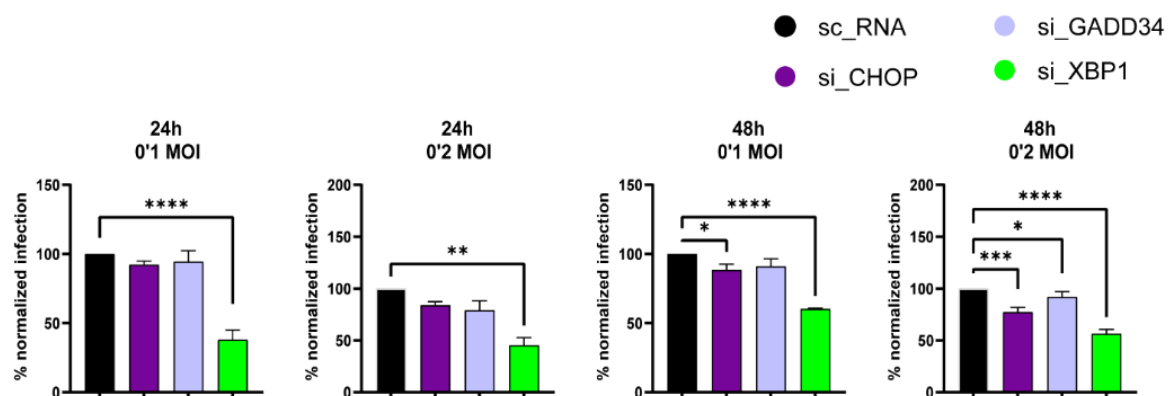 sc_RNA
si_GADD34
si_CHOP
si_XBP1
24h
0'1 MOI
% normalized infection
150
100
50
0
****
24h
0'2 MOI
% normalized infection
200
150
100
50
0
**
48h
0'1 MOI
% normalized infection
150
100
50
0
****
*
48h
0'2 MOI
% normalized infection
200
150
100
50
0
****
*
***